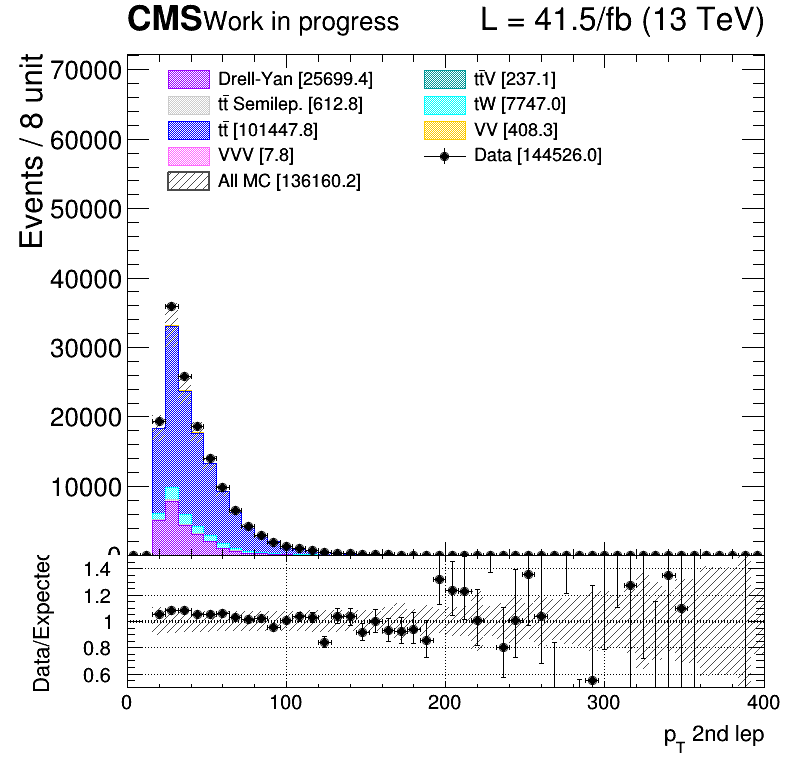 CMS Work in progress L = 41.5/fb (13 TeV)
Events / 8 unit
70000
60000
50000
40000
30000
20000
10000
0
Drell-Yan [25699.4]
tt̄ Semilep. [612.8]
tt̄ [101447.8]
VVV [7.8]
All MC [136160.2]
tt̄V [237.1]
tW [7747.0]
VV [408.3]
Data [144526.0]
Data/Expected
1.4
1.2
1
0.8
0.6
0 100 200 300 400
p_T 2nd lep